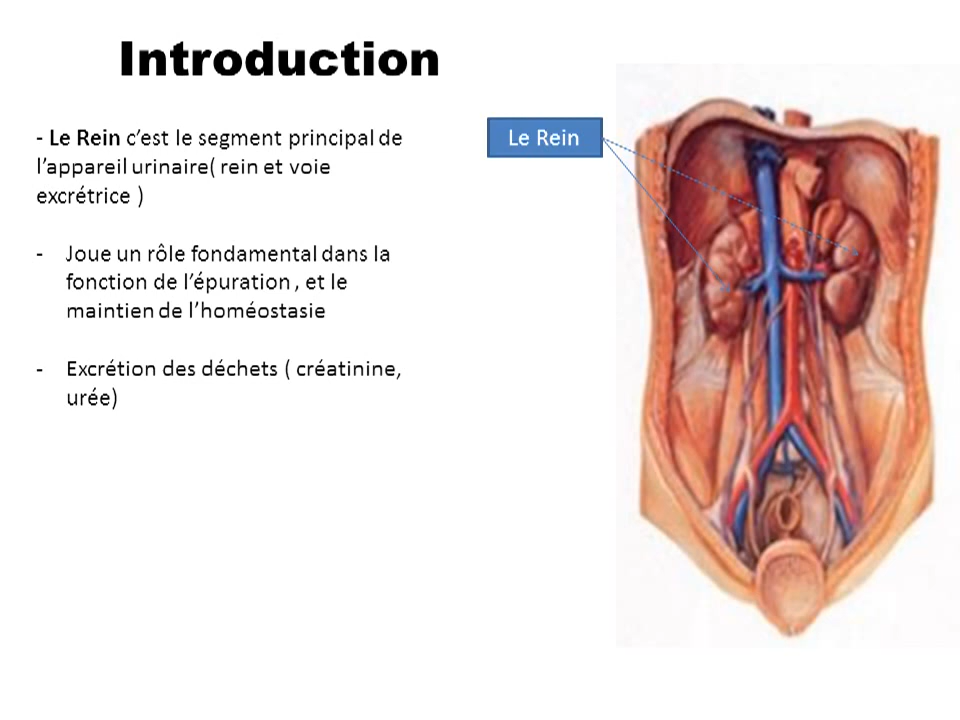 Introduction
- Le Rein c’est le segment principal de
l’appareil urinaire( rein et voie
excrétrice )
- Joue un rôle fondamental dans la
fonction de l’épuration , et le
maintien de l’homéostasie
- Excrétion des déchets ( créatinine,
urée)
Le Rein